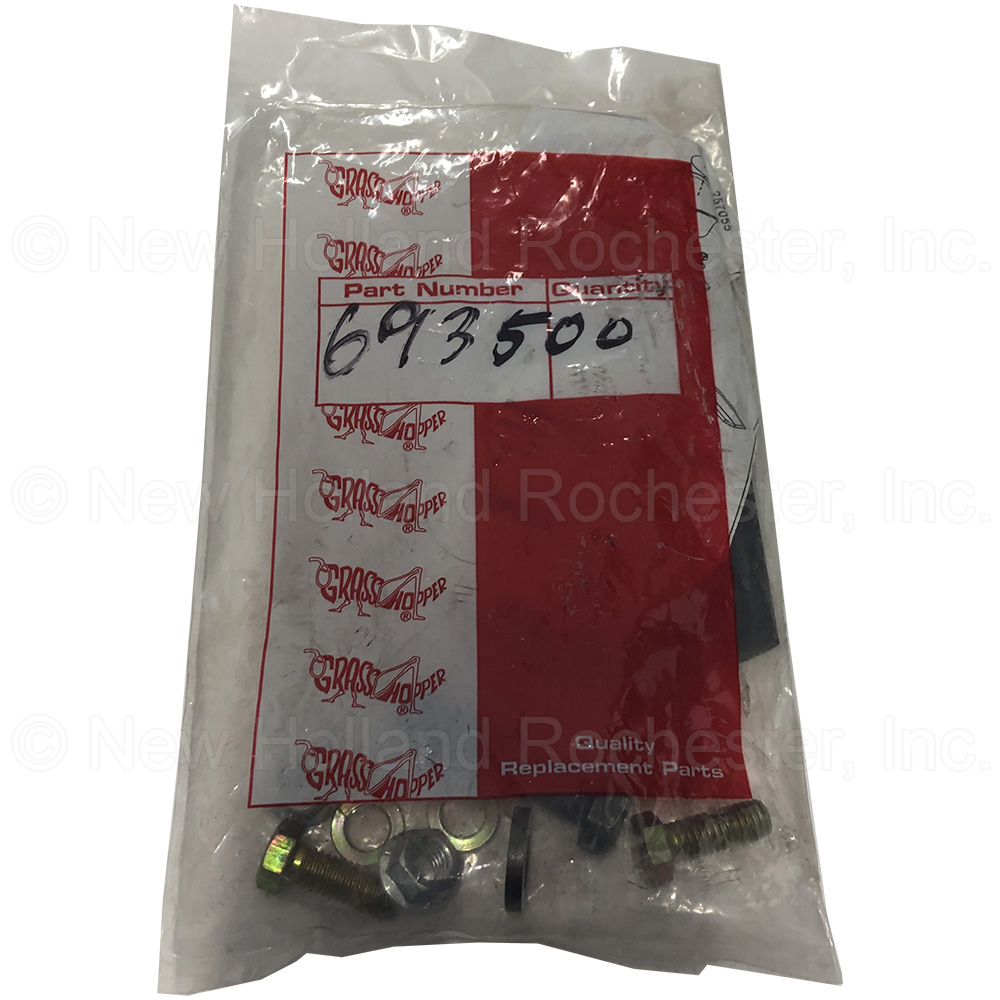 GRASSHOPPER®
257059
© New Holland Rochester, Inc.
GRASSHOPPER
Part Number Quantity
693500
GRASSHOPPER®
© New Holland Rochester, Inc.
GRASSHOPPER®
GRASSHOPPER®
GRASSHOPPER®
© New Holland Rochester, Inc.
Quality
Replacement Parts
GRASSHOPPER